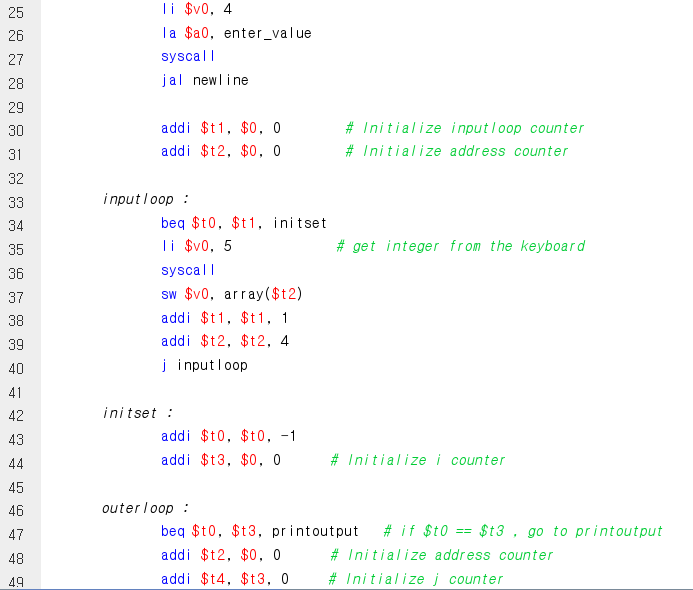 25 li $v0, 4
26 la $a0, enter_value
27 syscall
28 jal newline
29
30 addi $t1, $0, 0 # Initialize inputloop counter
31 addi $t2, $0, 0 # Initialize address counter
32
33 inputloop :
34 beq $t0, $t1, initset
35 li $v0, 5 # get integer from the keyboard
36 syscall
37 sw $v0, array($t2)
38 addi $t1, $t1, 1
39 addi $t2, $t2, 4
40 j inputloop
41
42 initset :
43 addi $t0, $t0, -1
44 addi $t3, $0, 0 # Initialize i counter
45
46 outerloop :
47 beq $t0, $t3, printoutput # if $t0 == $t3 , go to printoutput
48 addi $t2, $0, 0 # Initialize address counter
49 addi $t4, $t3, 0 # Initialize j counter